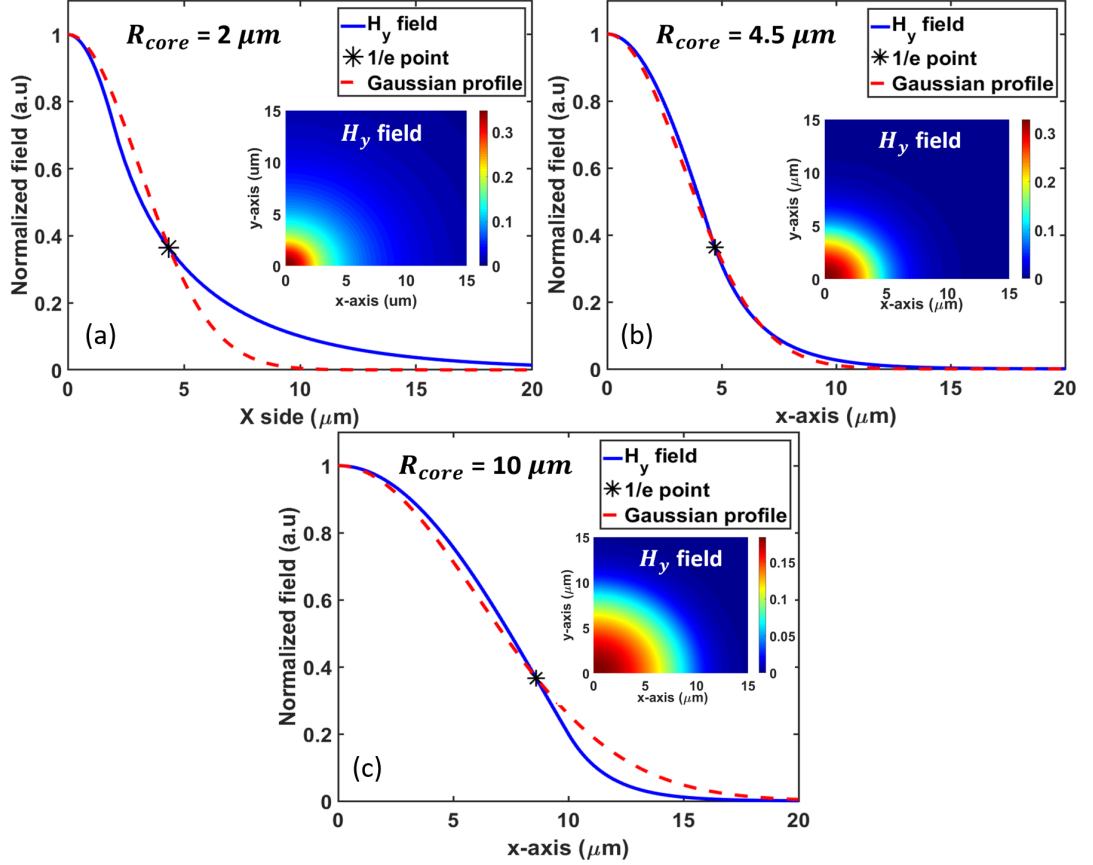 R_core = 2 μm
H_y field
1/e point
Gaussian profile
H_y field
Normalized field (a.u)
1
0.8
0.6
0.4
0.2
0
0 5 10 15 20
X side (μm)
y-axis (um)
15
10
5
0
0 5 10 15
x-axis (um)
0.3
0.2
0.1
0
(a)
R_core = 4.5 μm
H_y field
1/e point
Gaussian profile
H_y field
Normalized field (a.u)
1
0.8
0.6
0.4
0.2
0
0 5 10 15 20
x-axis (μm)
y-axis (μm)
15
10
5
0
0 5 10 15
x-axis (μm)
0.3
0.2
0.1
0
(b)
R_core = 10 μm
H_y field
1/e point
Gaussian profile
H_y field
Normalized field (a.u)
1
0.8
0.6
0.4
0.2
0
0 5 10 15 20
x-axis (μm)
y-axis (μm)
15
10
5
0
0 5 10 15
x-axis (μm)
0.15
0.1
0.05
0
(c)